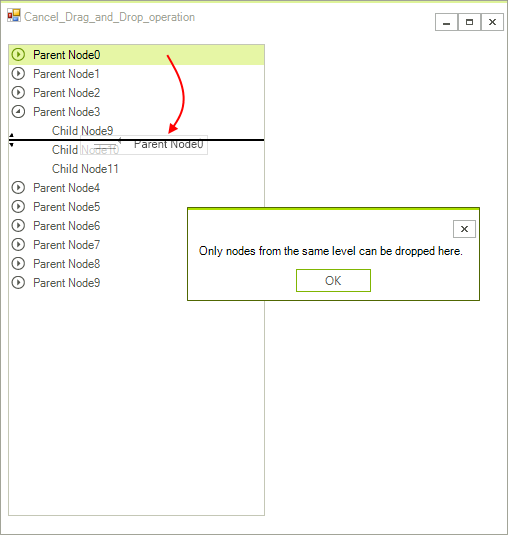 Cancel_Drag_and_Drop_operation
Parent Node0
Parent Node1
Parent Node2
Parent Node3
Child Node9
Parent Node0
Child Node10
Child Node11
Parent Node4
Parent Node5
Parent Node6
Parent Node7
Parent Node8
Parent Node9
Only nodes from the same level can be dropped here.
OK